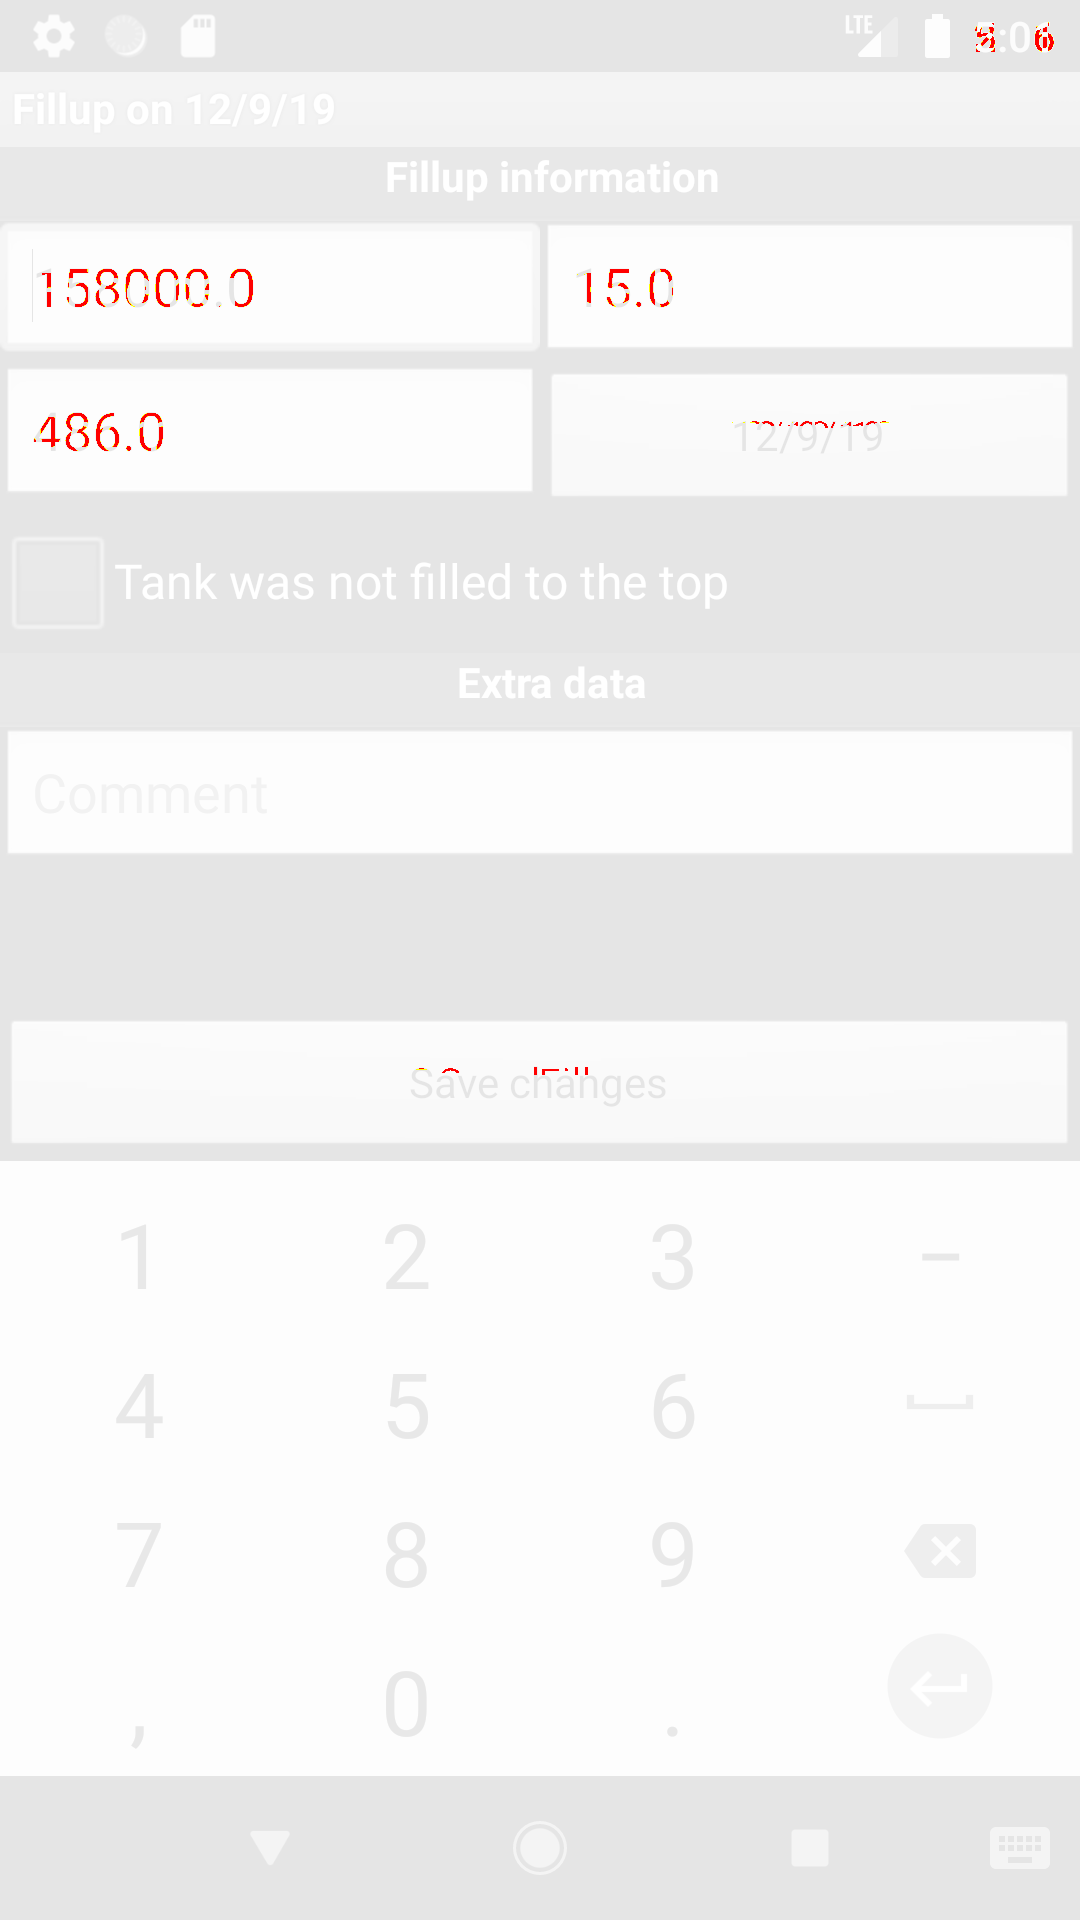 LTE
Fillup on 12/9/19
Fillup information
158000.0 15.0
486.0 12/9/19
Tank was not filled to the top
Extra data
Comment
Save changes
1 2 3 –
4 5 6
7 8 9
, 0 .